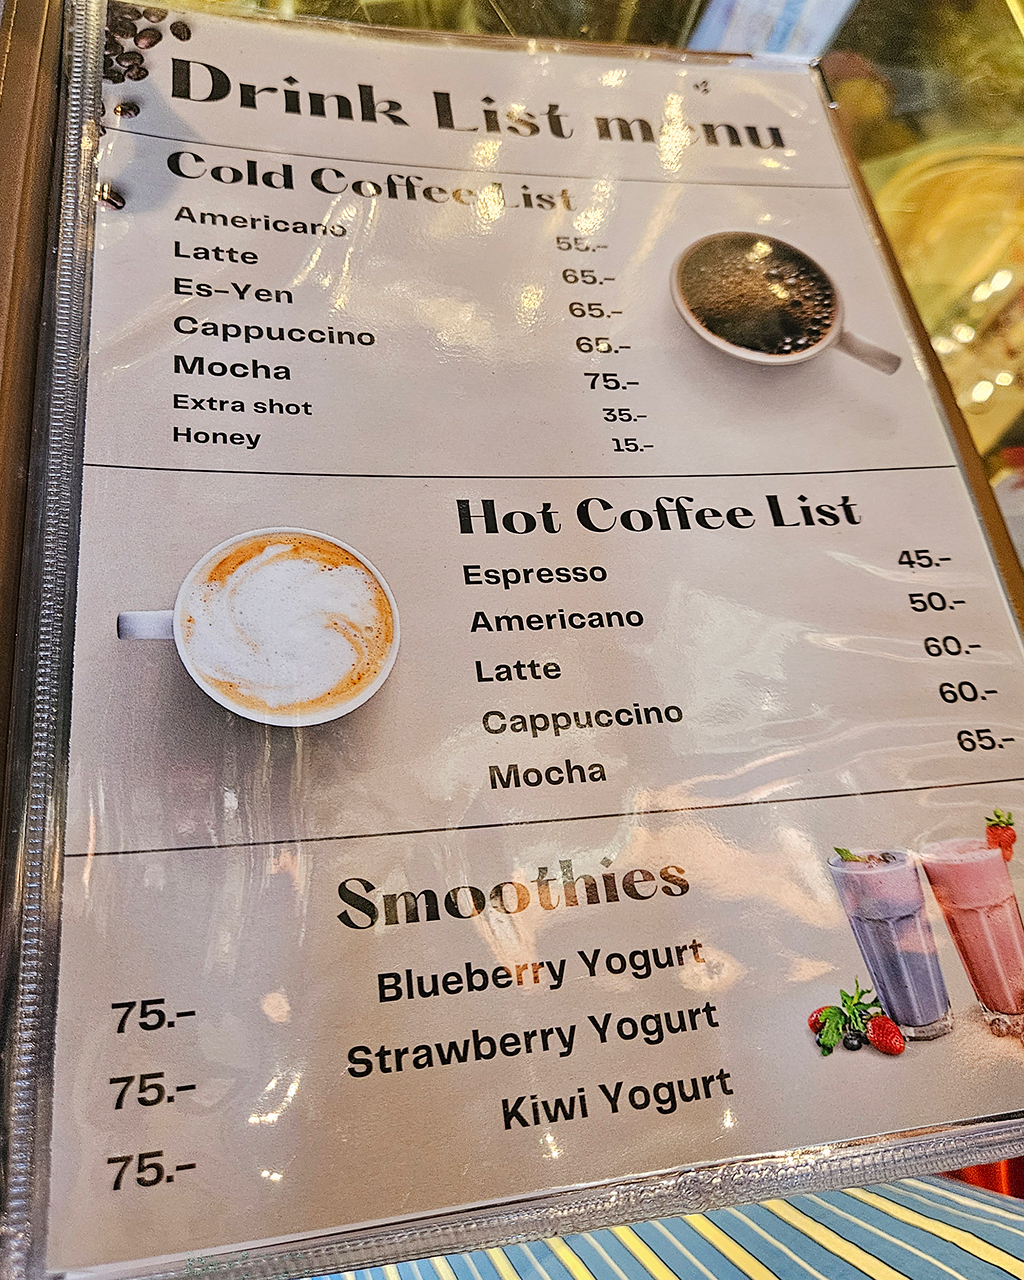 Drink List menu
Cold Coffee List
Americano 55.-
Latte 65.-
Es-Yen 65.-
Cappuccino 65.-
Mocha 75.-
Extra shot 35.-
Honey 15.-
Hot Coffee List
Espresso 45.-
Americano 50.-
Latte 60.-
Cappuccino 60.-
Mocha 65.-
Smoothies
75.- Blueberry Yogurt
75.- Strawberry Yogurt
75.- Kiwi Yogurt